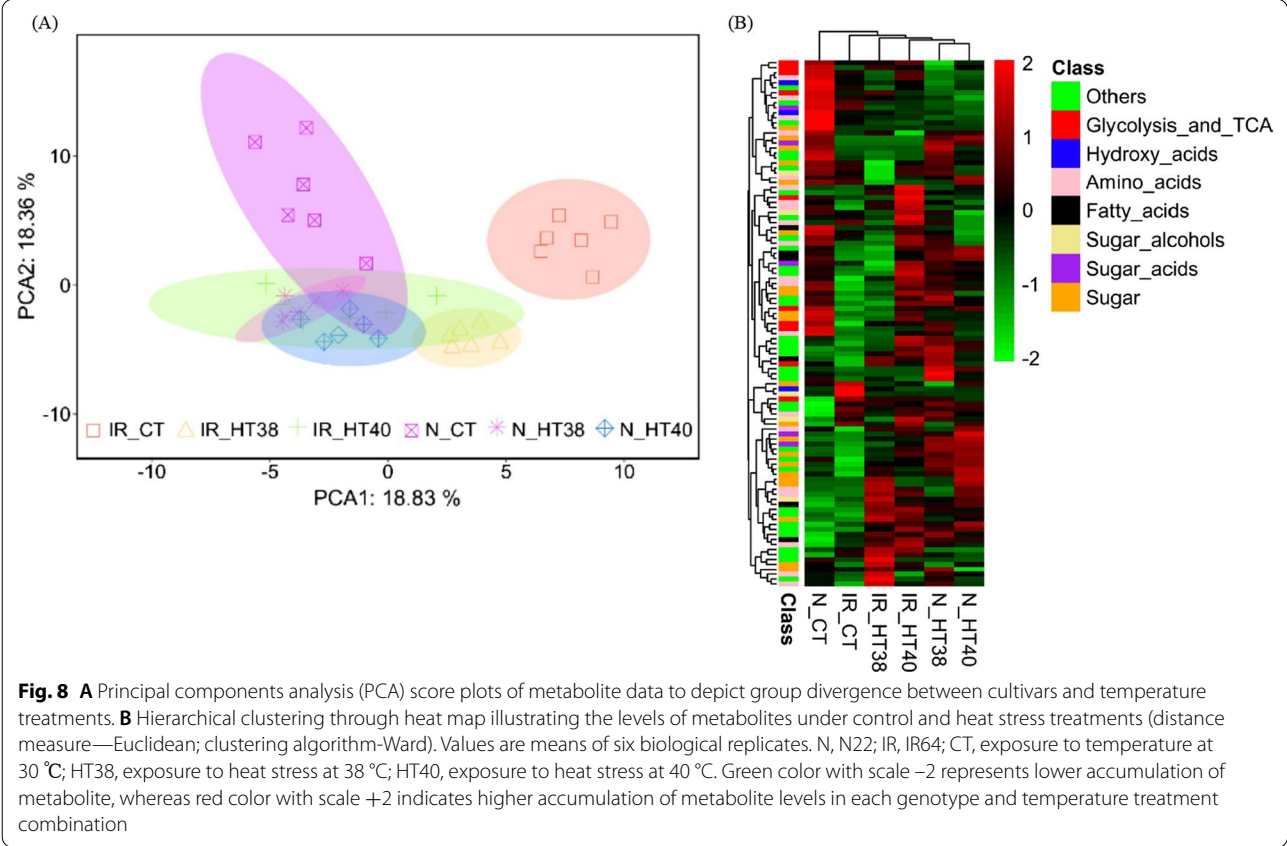 (A)
10
0
-10
PCA2: 18.36 %
IR_CT IR_HT38 IR_HT40 N_CT N_HT38 N_HT40
-10 -5 0 5 10
PCA1: 18.83 %
(B)
2
1
0
-1
-2
Class
Others
Glycolysis_and_TCA
Hydroxy_acids
Amino_acids
Fatty_acids
Sugar_alcohols
Sugar_acids
Sugar
Class N_CT IR_CT IR_HT38 IR_HT40 N_HT38 N_HT40
Fig. 8 A Principal components analysis (PCA) score plots of metabolite data to depict group divergence between cultivars and temperature
treatments. B Hierarchical clustering through heat map illustrating the levels of metabolites under control and heat stress treatments (distance
measure—Euclidean; clustering algorithm-Ward). Values are means of six biological replicates. N, N22; IR, IR64; CT, exposure to temperature at
30 ℃; HT38, exposure to heat stress at 38 °C; HT40, exposure to heat stress at 40 °C. Green color with scale –2 represents lower accumulation of
metabolite, whereas red color with scale +2 indicates higher accumulation of metabolite levels in each genotype and temperature treatment
combination